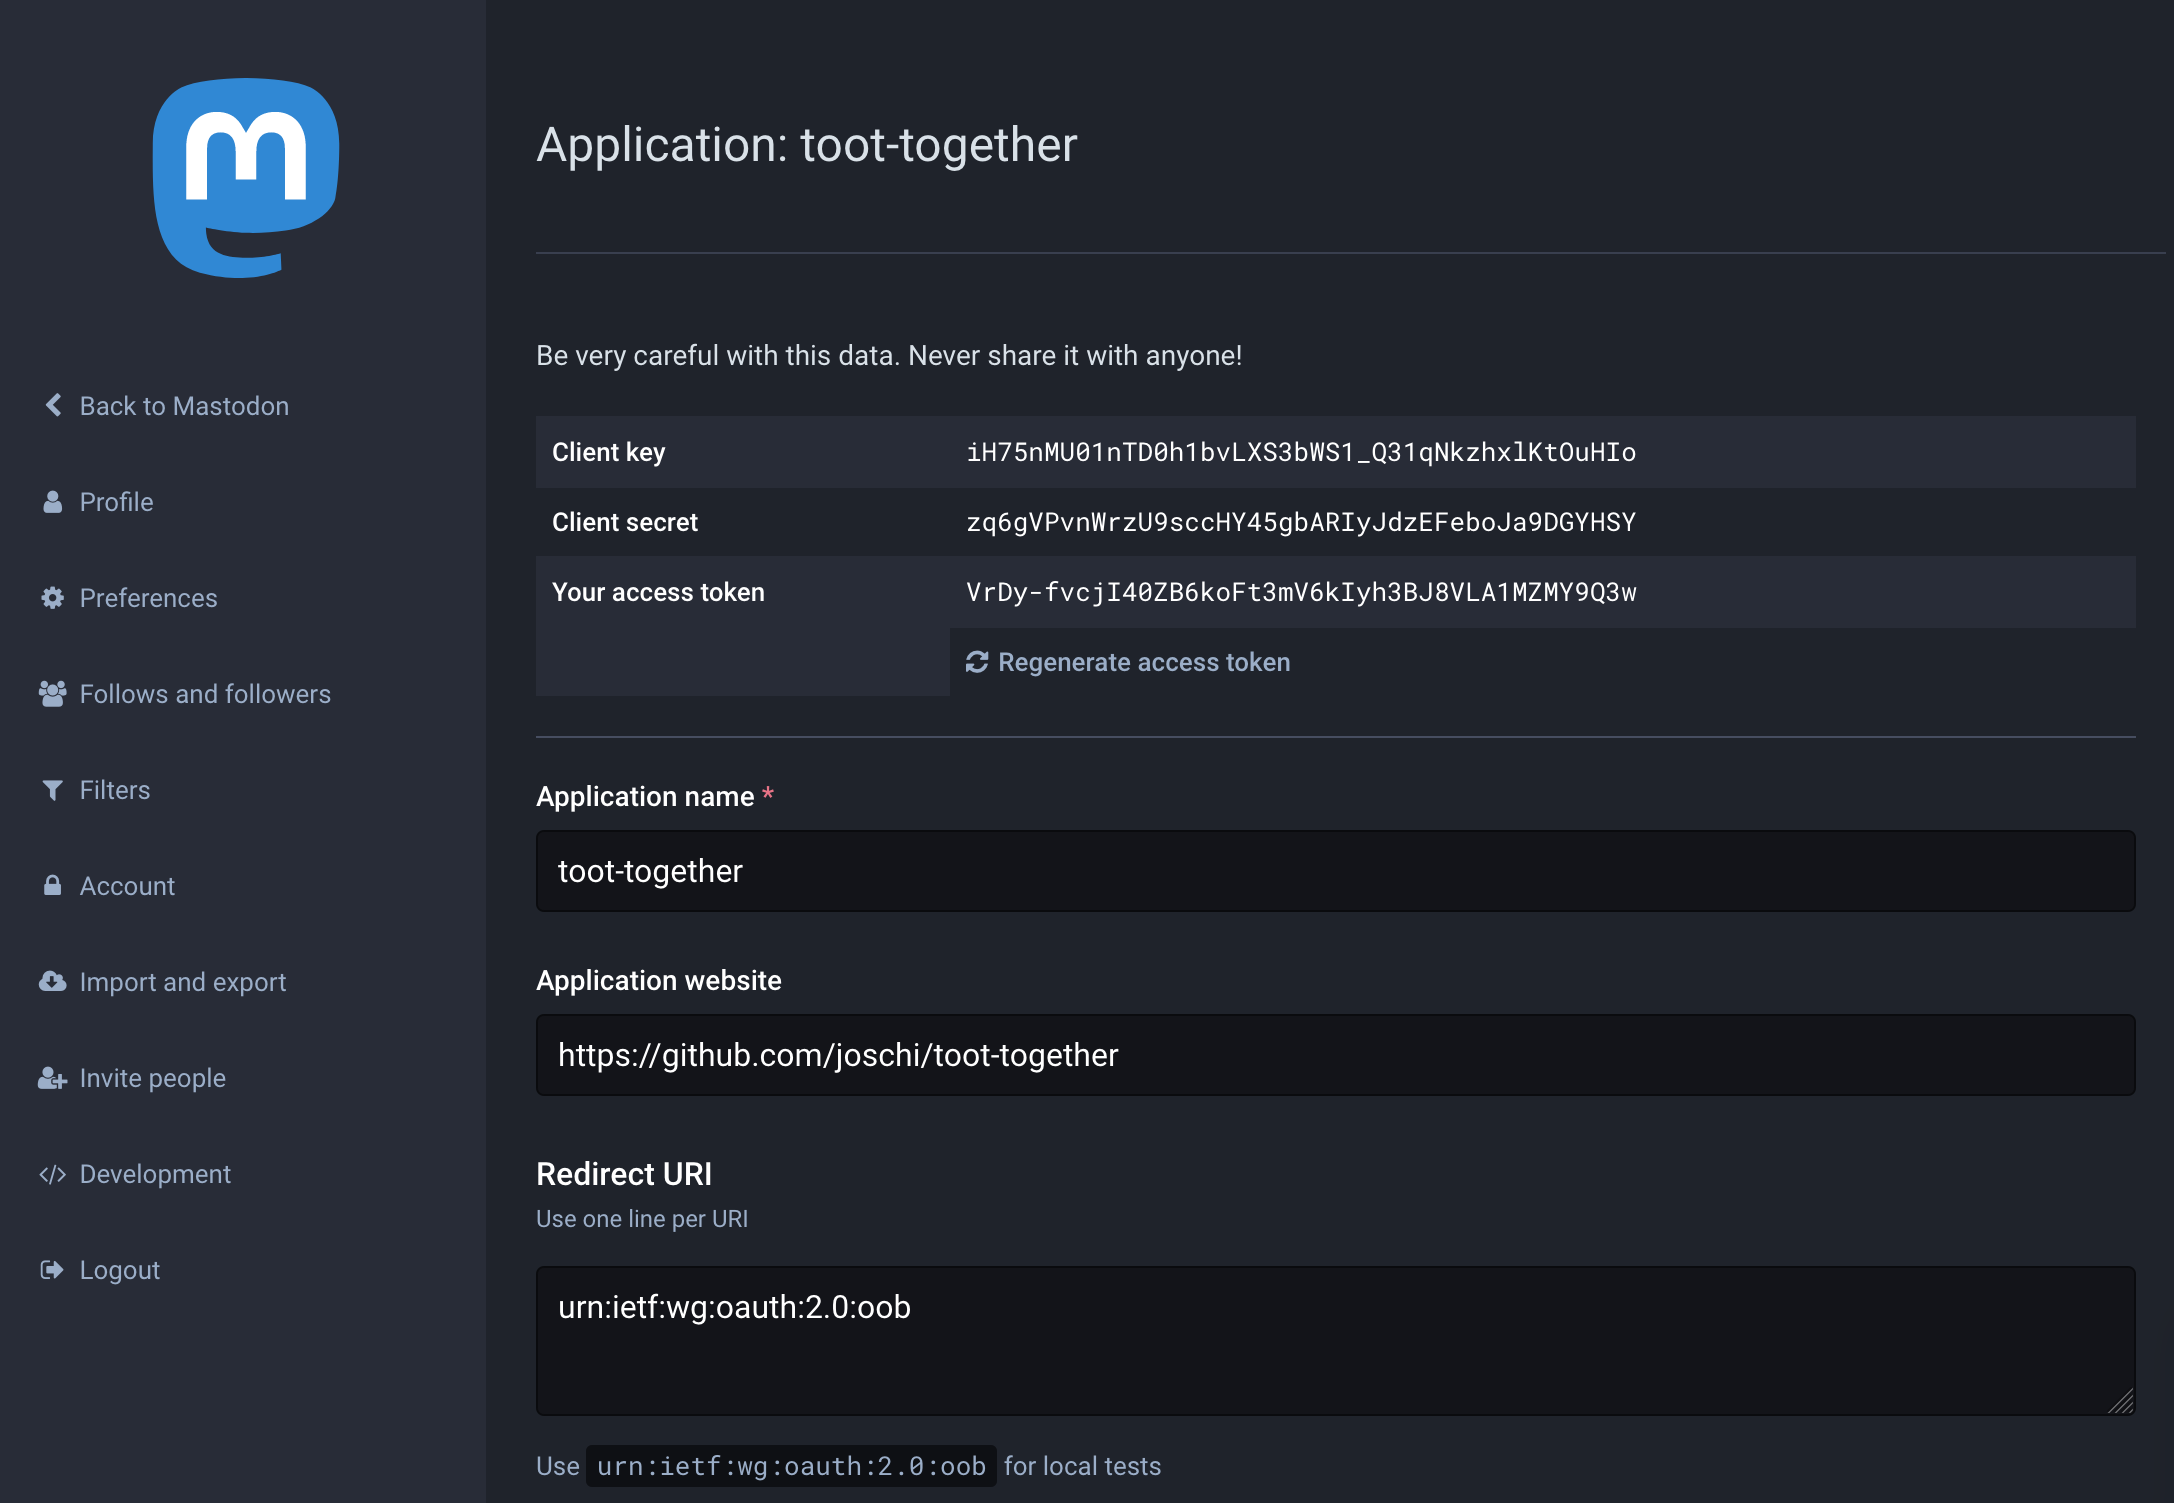 Application: toot-together
Be very careful with this data. Never share it with anyone!
Back to Mastodon
Profile
Preferences
Follows and followers
Filters
Account
Import and export
Invite people
Development
Logout
Client key iH75nMU01nTD0h1bvLXS3bWS1_Q31qNkzhxlKtOuHIo
Client secret zq6gVPvnWrzU9sccHY45gbARIyJdzEFeboJa9DGYHSY
Your access token VrDy-fvcjI40ZB6koFt3mV6kIyh3BJ8VLA1MZMY9Q3w
Regenerate access token
Application name *
toot-together
Application website
https://github.com/joschi/toot-together
Redirect URI
Use one line per URI
urn:ietf:wg:oauth:2.0:oob
Use urn:ietf:wg:oauth:2.0:oob for local tests